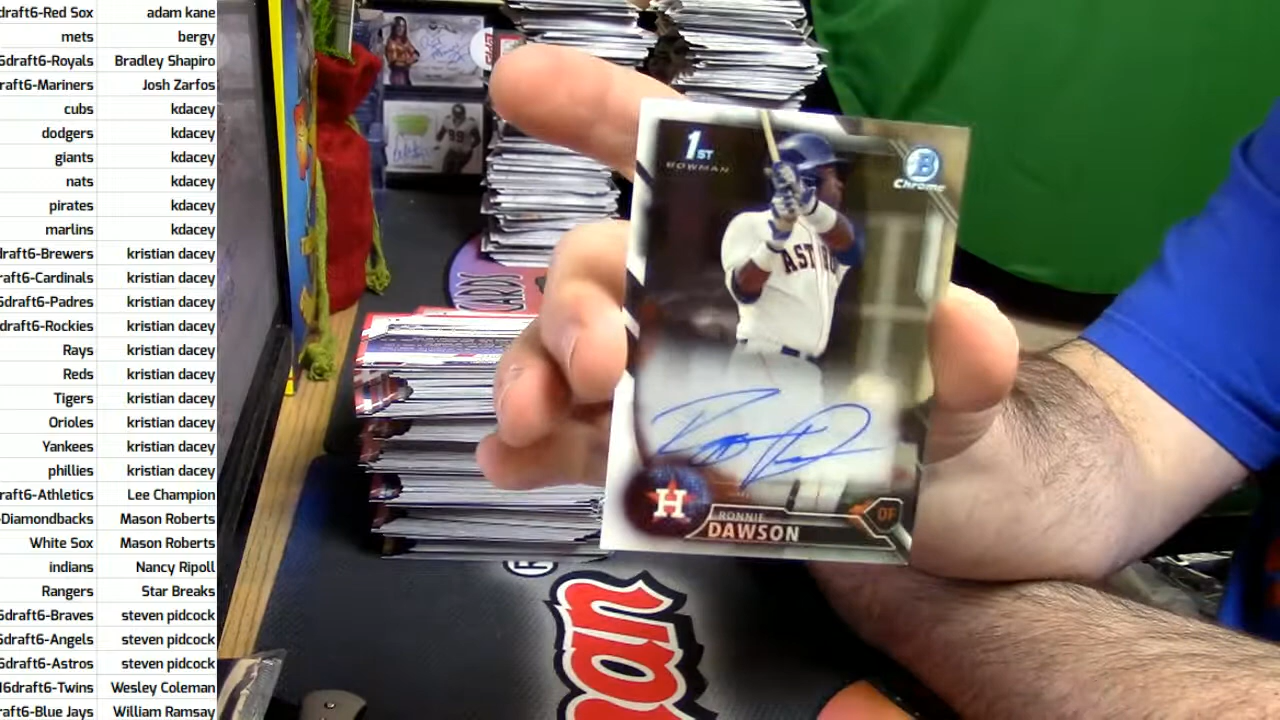 draft6-Red Sox adam kane
mets bergy
6draft6-Royals Bradley Shapiro
raft6-Mariners Josh Zarfos
cubs kdacey
dodgers kdacey
giants kdacey
nats kdacey
pirates kdacey
marlins kdacey
draft6-Brewers kristian dacey
raft6-Cardinals kristian dacey
6draft6-Padres kristian dacey
draft6-Rockies kristian dacey
Rays kristian dacey
Reds kristian dacey
Tigers kristian dacey
Orioles kristian dacey
Yankees kristian dacey
phillies kristian dacey
raft6-Athletics Lee Champion
-Diamondbacks Mason Roberts
White Sox Mason Roberts
indians Nancy Ripoll
Rangers Star Breaks
6draft6-Braves steven pidcock
6draft6-Angels steven pidcock
6draft6-Astros steven pidcock
16draft6-Twins Wesley Coleman
raft6-Blue Jays William Ramsay
1ST
BOWMAN
B
Chrome
ASTRO
H
RONNIE
DAWSON
OF
CARDS
99
®